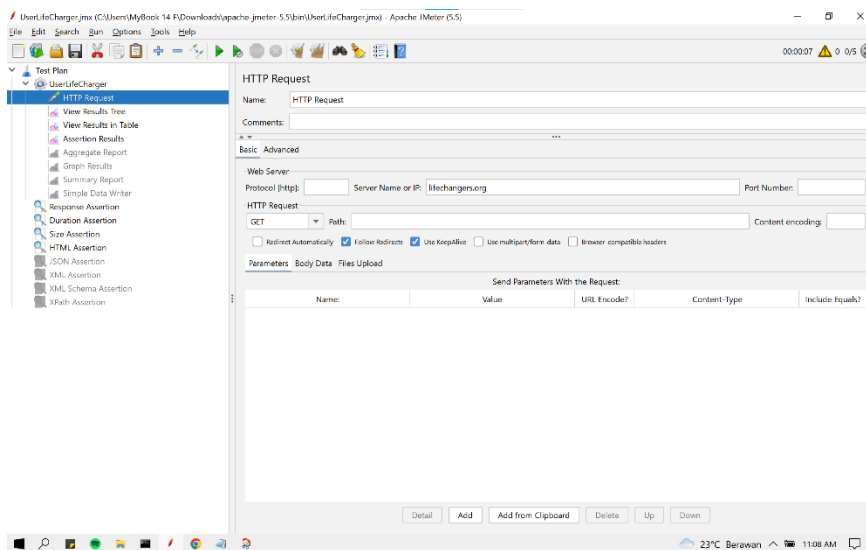 UserLifeCharger.jmx (C:\Users\MyBook 14 F\Downloads\apache-jmeter-5.5\bin\UserLifeCharger.jmx) - Apache JMeter (5.5)
File Edit Search Run Options Tools Help
00:00:07 0 0/5
Test Plan
UserLifeCharger
HTTP Request
View Results Tree
View Results in Table
Assertion Results
Aggregate Report
Graph Results
Summary Report
Simple Data Writer
Response Assertion
Duration Assertion
Size Assertion
HTML Assertion
JSON Assertion
XML Assertion
XML Schema Assertion
XPath Assertion
HTTP Request
Name: HTTP Request
Comments:
Basic Advanced
Web Server
Protocol [http]: Server Name or IP: lifechangers.org Port Number:
HTTP Request
GET Path: Content encoding:
Redirect Automatically Follow Redirects Use KeepAlive Use multipart/form-data Browser-compatible headers
Parameters Body Data Files Upload
Send Parameters With the Request:
Name: Value URL Encode? Content-Type Include Equals?
Detail Add Add from Clipboard Delete Up Down
23°C Berawan 11:08 AM